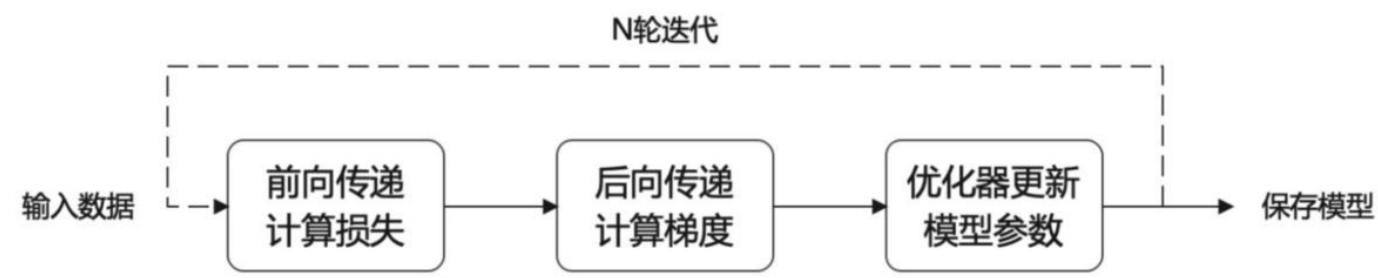 N轮迭代
输入数据
前向传递
计算损失
后向传递
计算梯度
优化器更新
模型参数
保存模型